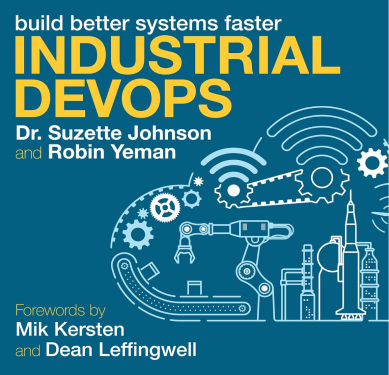 build better systems faster
INDUSTRIAL
DEVOPS
Dr. Suzette Johnson
and Robin Yeman
Forewords by
Mik Kersten
and Dean Leffingwell